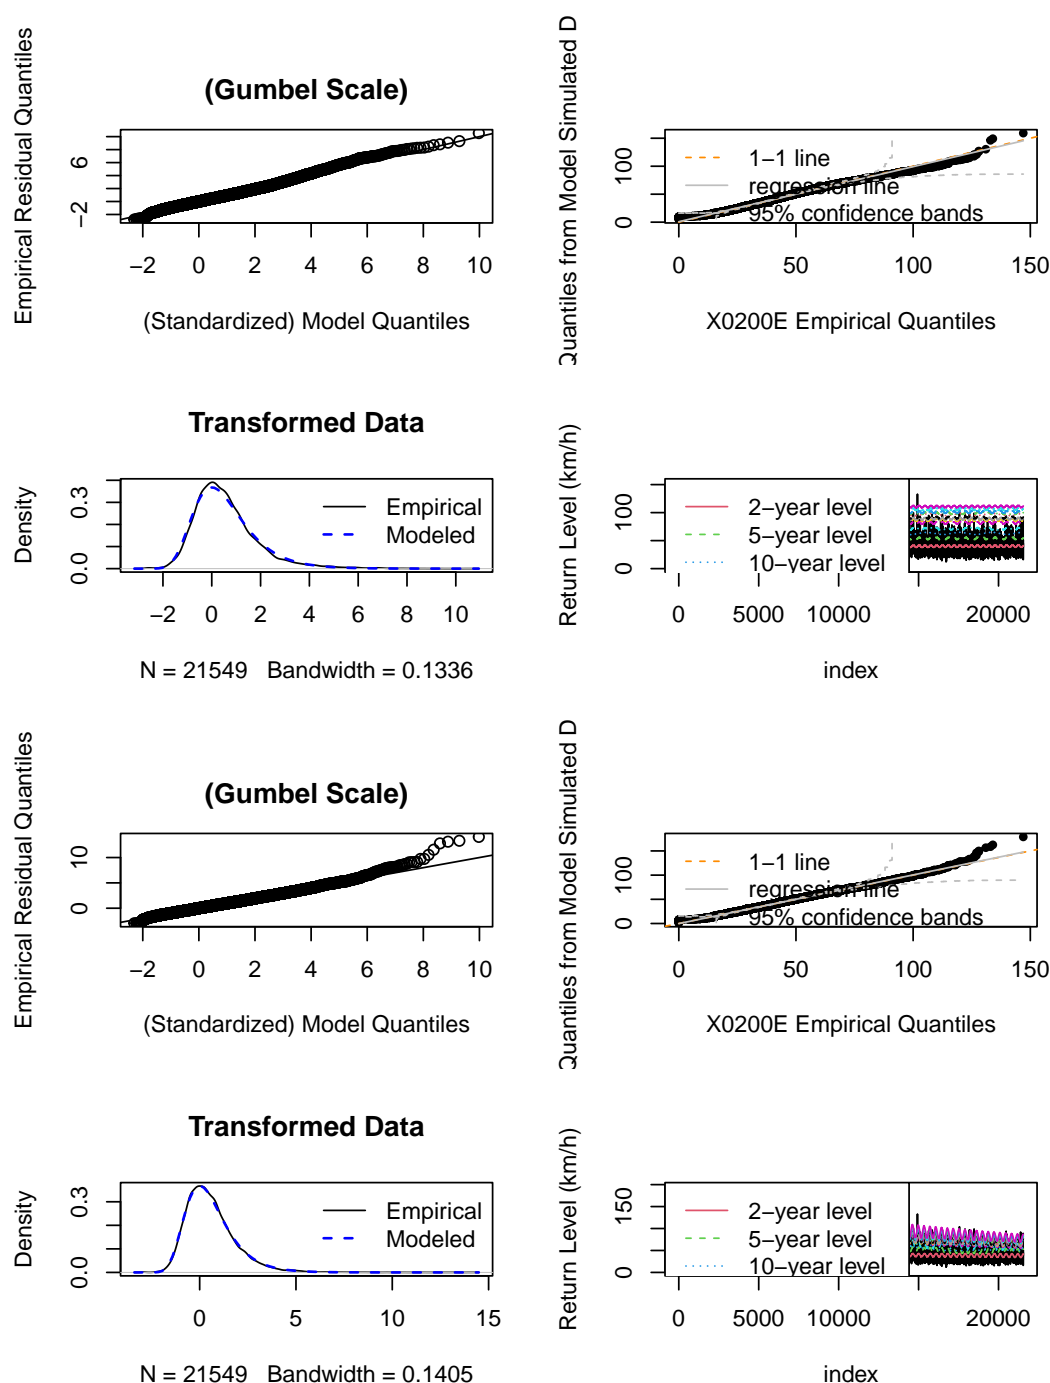 (Gumbel Scale)
Empirical Residual Quantiles
−2 6
−2 0 2 4 6 8 10
(Standardized) Model Quantiles
Quantiles from Model Simulated D
0 100
1−1 line
regression line
95% confidence bands
0 50 100 150
X0200E Empirical Quantiles
Transformed Data
Density
0.0 0.3
Empirical
Modeled
−2 0 2 4 6 8 10
N = 21549 Bandwidth = 0.1336
Return Level (km/h)
0 100
2−year level
5−year level
10−year level
0 5000 10000 20000
index
(Gumbel Scale)
Empirical Residual Quantiles
0 10
−2 0 2 4 6 8 10
(Standardized) Model Quantiles
Quantiles from Model Simulated D
0 100
1−1 line
regression line
95% confidence bands
0 50 100 150
X0200E Empirical Quantiles
Transformed Data
Density
0.0 0.3
Empirical
Modeled
0 5 10 15
N = 21549 Bandwidth = 0.1405
Return Level (km/h)
0 150
2−year level
5−year level
10−year level
0 5000 10000 20000
index